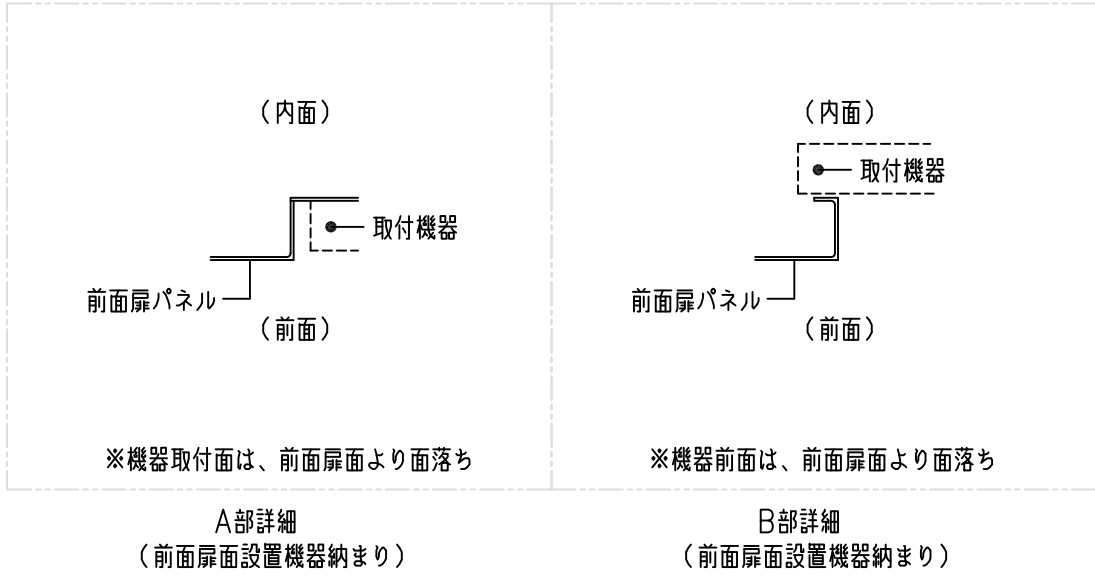 （内面）
取付機器
前面扉パネル
（前面）
※機器取付面は、前面扉面より面落ち
A部詳細
（前面扉面設置機器納まり）
（内面）
取付機器
前面扉パネル
（前面）
※機器前面は、前面扉面より面落ち
B部詳細
（前面扉面設置機器納まり）